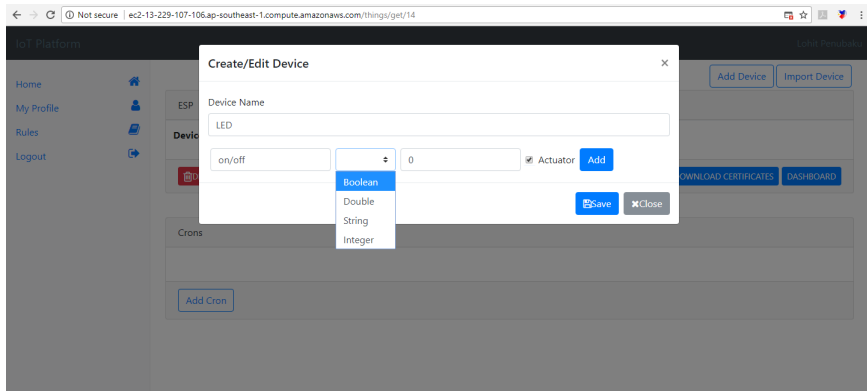 Not secure | ec2-13-229-107-106.ap-southeast-1.compute.amazonaws.com/things/get/14
IoT Platform
Lohit Penubaku
Home
My Profile
Rules
Logout
Add Device
Import Device
ESP
Devic
Create/Edit Device
×
Device Name
LED
on/off
0
Actuator
Add
Boolean
Double
String
Integer
Save
Close
D
OWNLOAD CERTIFICATES
DASHBOARD
Crons
Add Cron